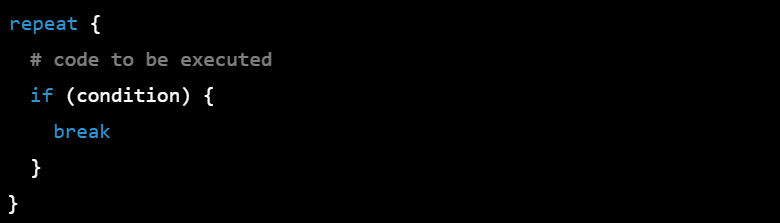 repeat {
  # code to be executed
  if (condition) {
    break
  }
}